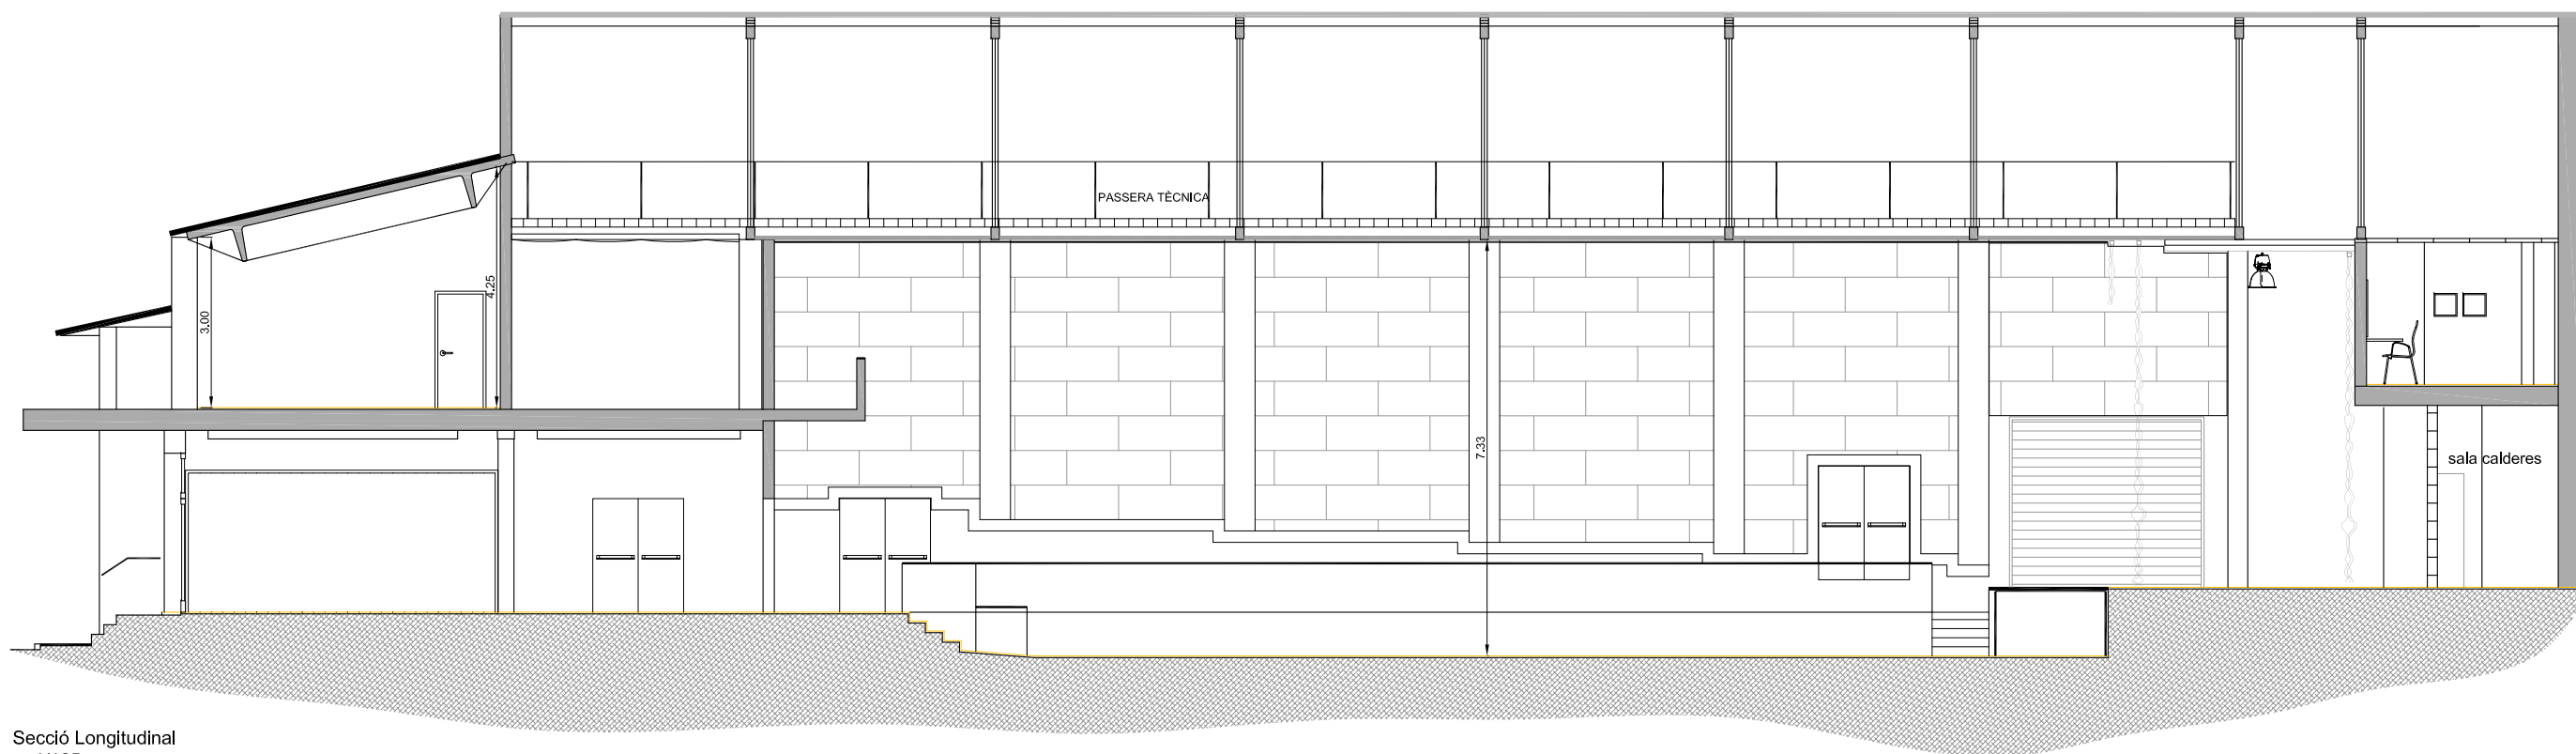 PASSERA TÈCNICA
4.25
3.00
7.33
sala calderes
Secció Longitudinal